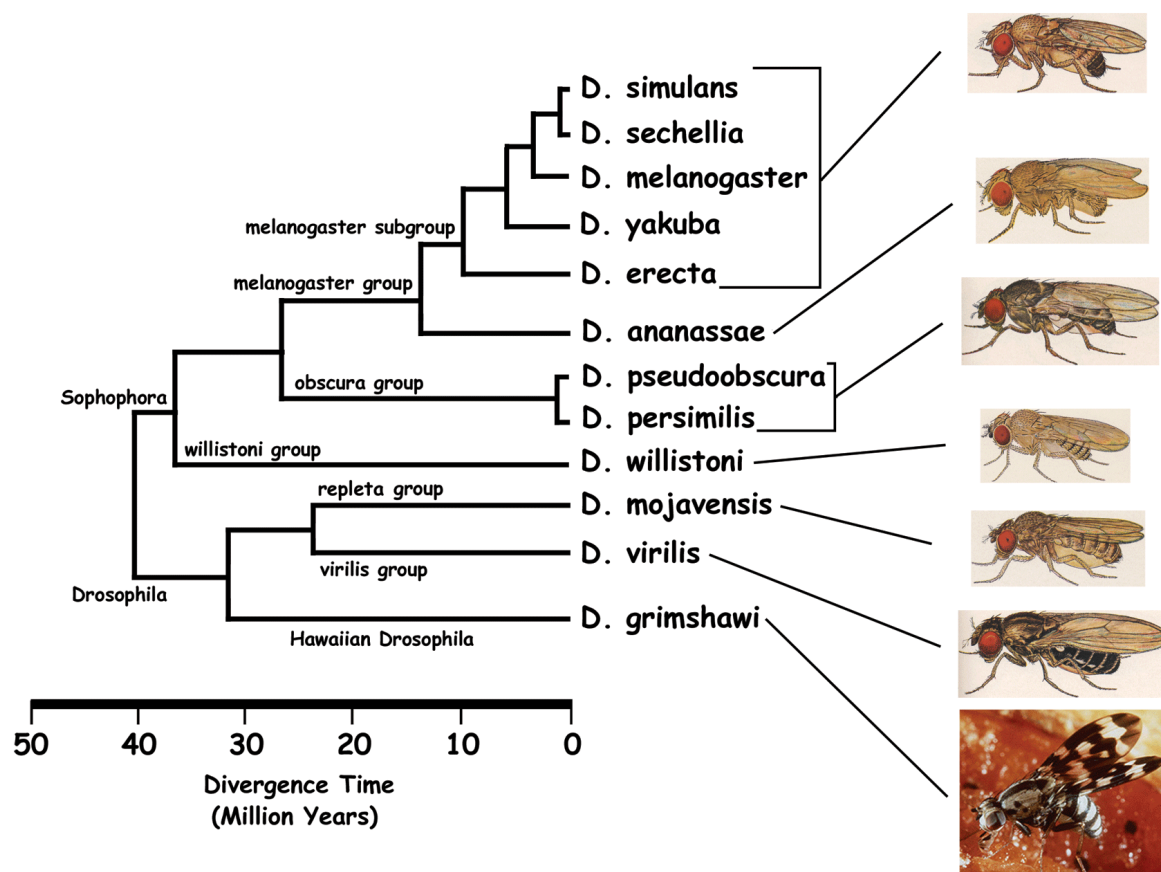 D. simulans
D. sechellia
D. melanogaster
D. yakuba
melanogaster subgroup
D. erecta
melanogaster group
D. ananassae
D. pseudoobscura
obscura group
Sophophora
D. persimilis
willistoni group
D. willistoni
repleta group
D. mojavensis
D. virilis
virilis group
Drosophila
D. grimshawi
Hawaiian Drosophila
50 40 30 20 10 0
Divergence Time
(Million Years)